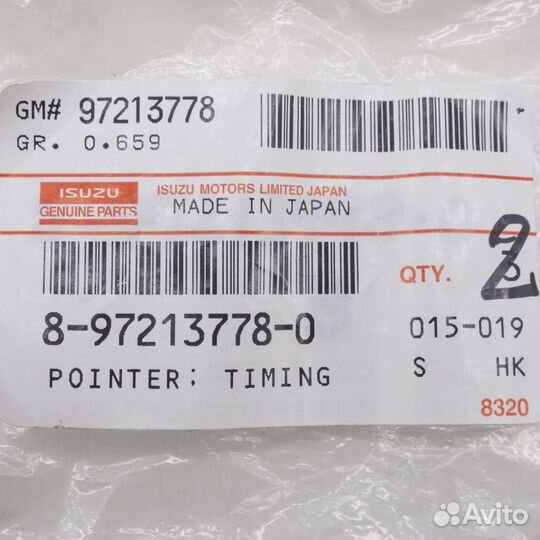 GM# 97213778
GR. 0.659
ISUZU
GENUINE PARTS
ISUZU MOTORS LIMITED JAPAN
MADE IN JAPAN
QTY. 2
8-97213778-0
015-019
POINTER; TIMING
S HK
8320
Avito